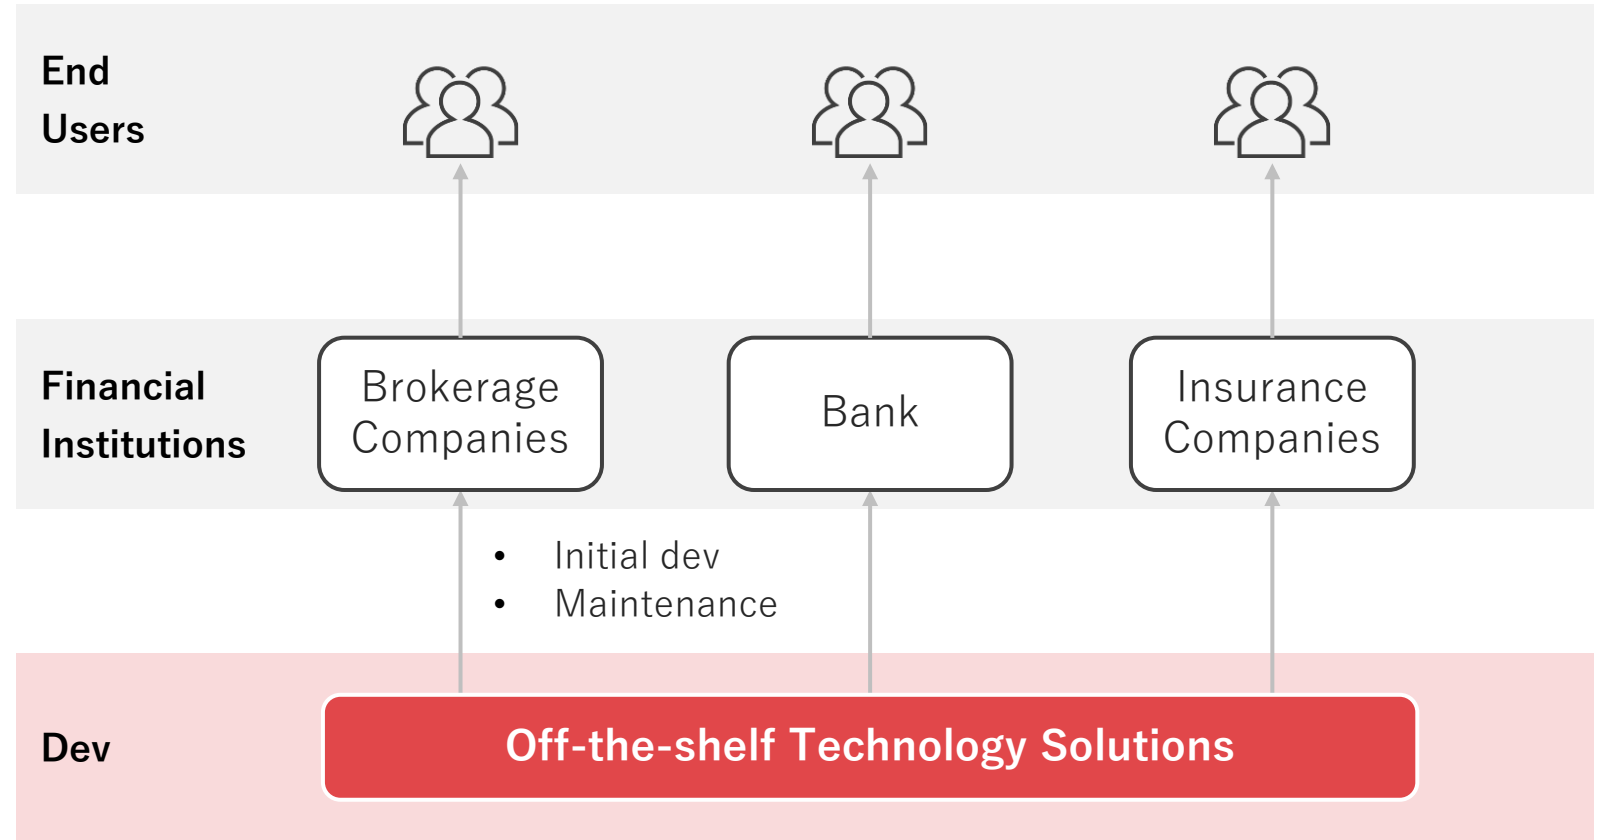 End
Users
Financial
Institutions
Brokerage
Companies
Bank
Insurance
Companies
• Initial dev
• Maintenance
Dev
Off-the-shelf Technology Solutions